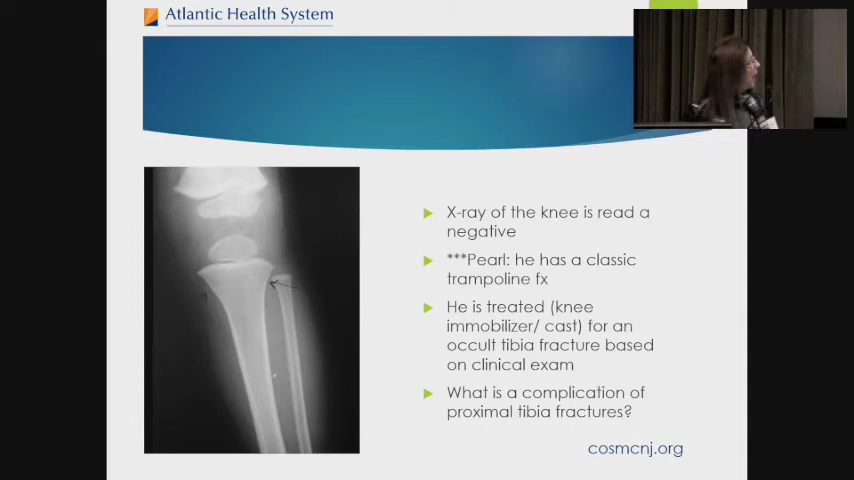 Atlantic Health System
X-ray of the knee is read a
negative
***Pearl: he has a classic
trampoline fx
He is treated (knee
immobilizer/ cast) for an
occult tibia fracture based
on clinical exam
What is a complication of
proximal tibia fractures?
cosmcnj.org